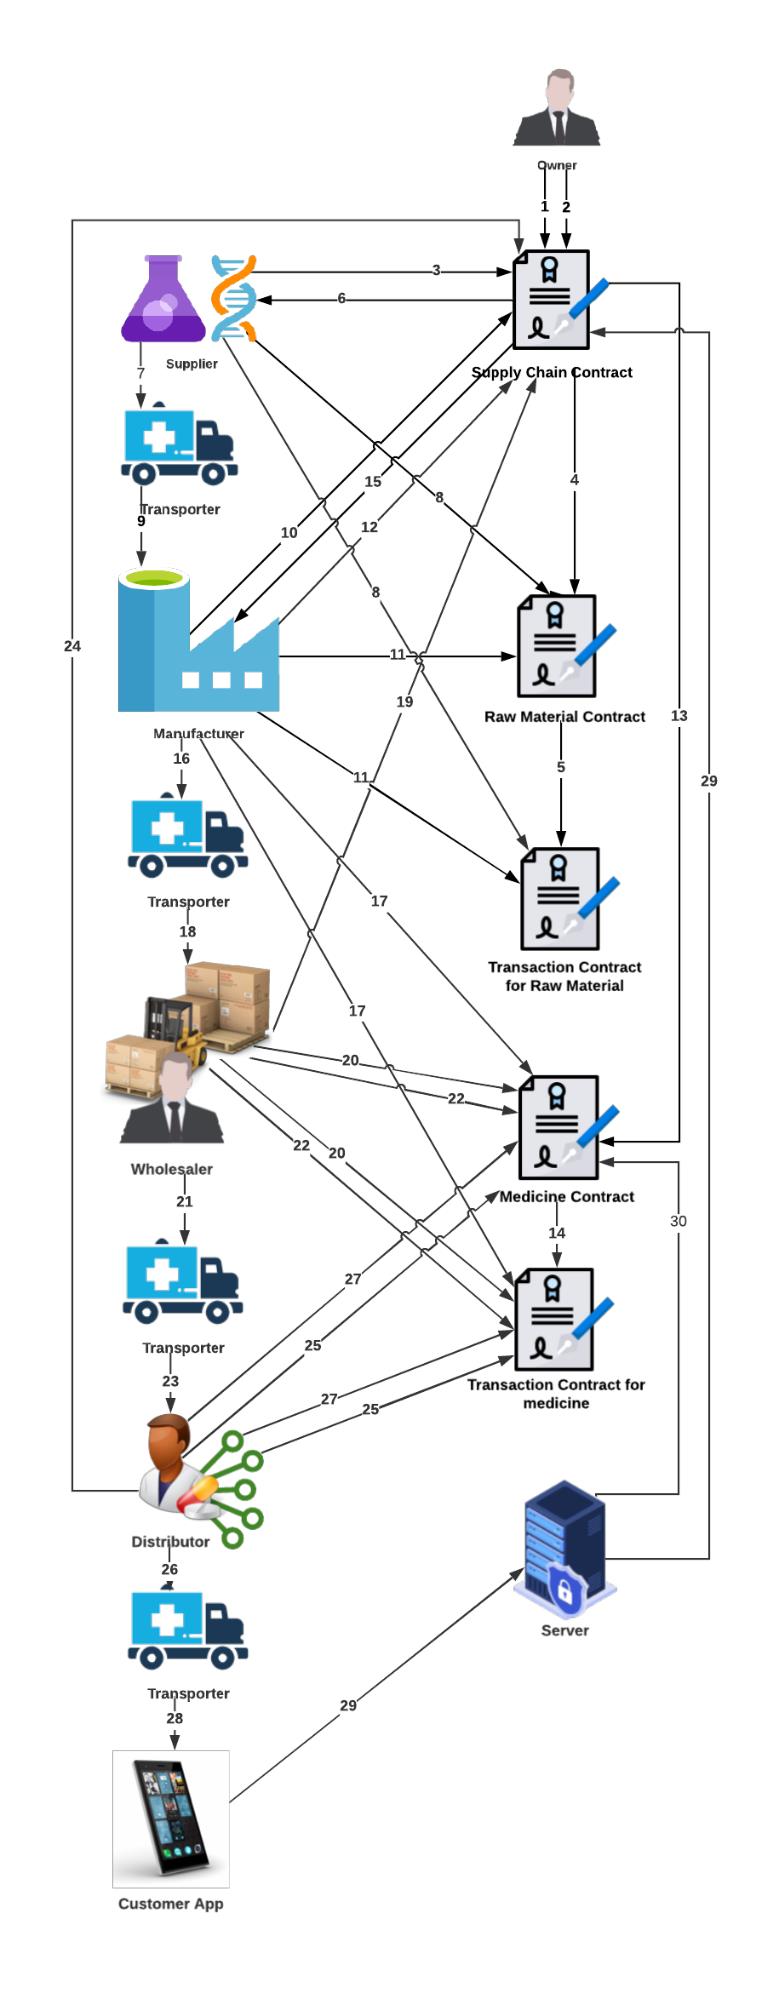 Owner
1
2
3
6
7
Supplier
Supply Chain Contract
4
15
8
Transporter
9
10
12
8
24
11
19
Raw Material Contract
13
Manufacturer
16
5
11
29
17
Transporter
18
Transaction Contract
for Raw Material
17
20
22
22
20
Wholesaler
21
Medicine Contract
30
14
27
25
Transporter
23
27
25
Transaction Contract for
medicine
Distributor
26
Server
Transporter
28
29
Customer App